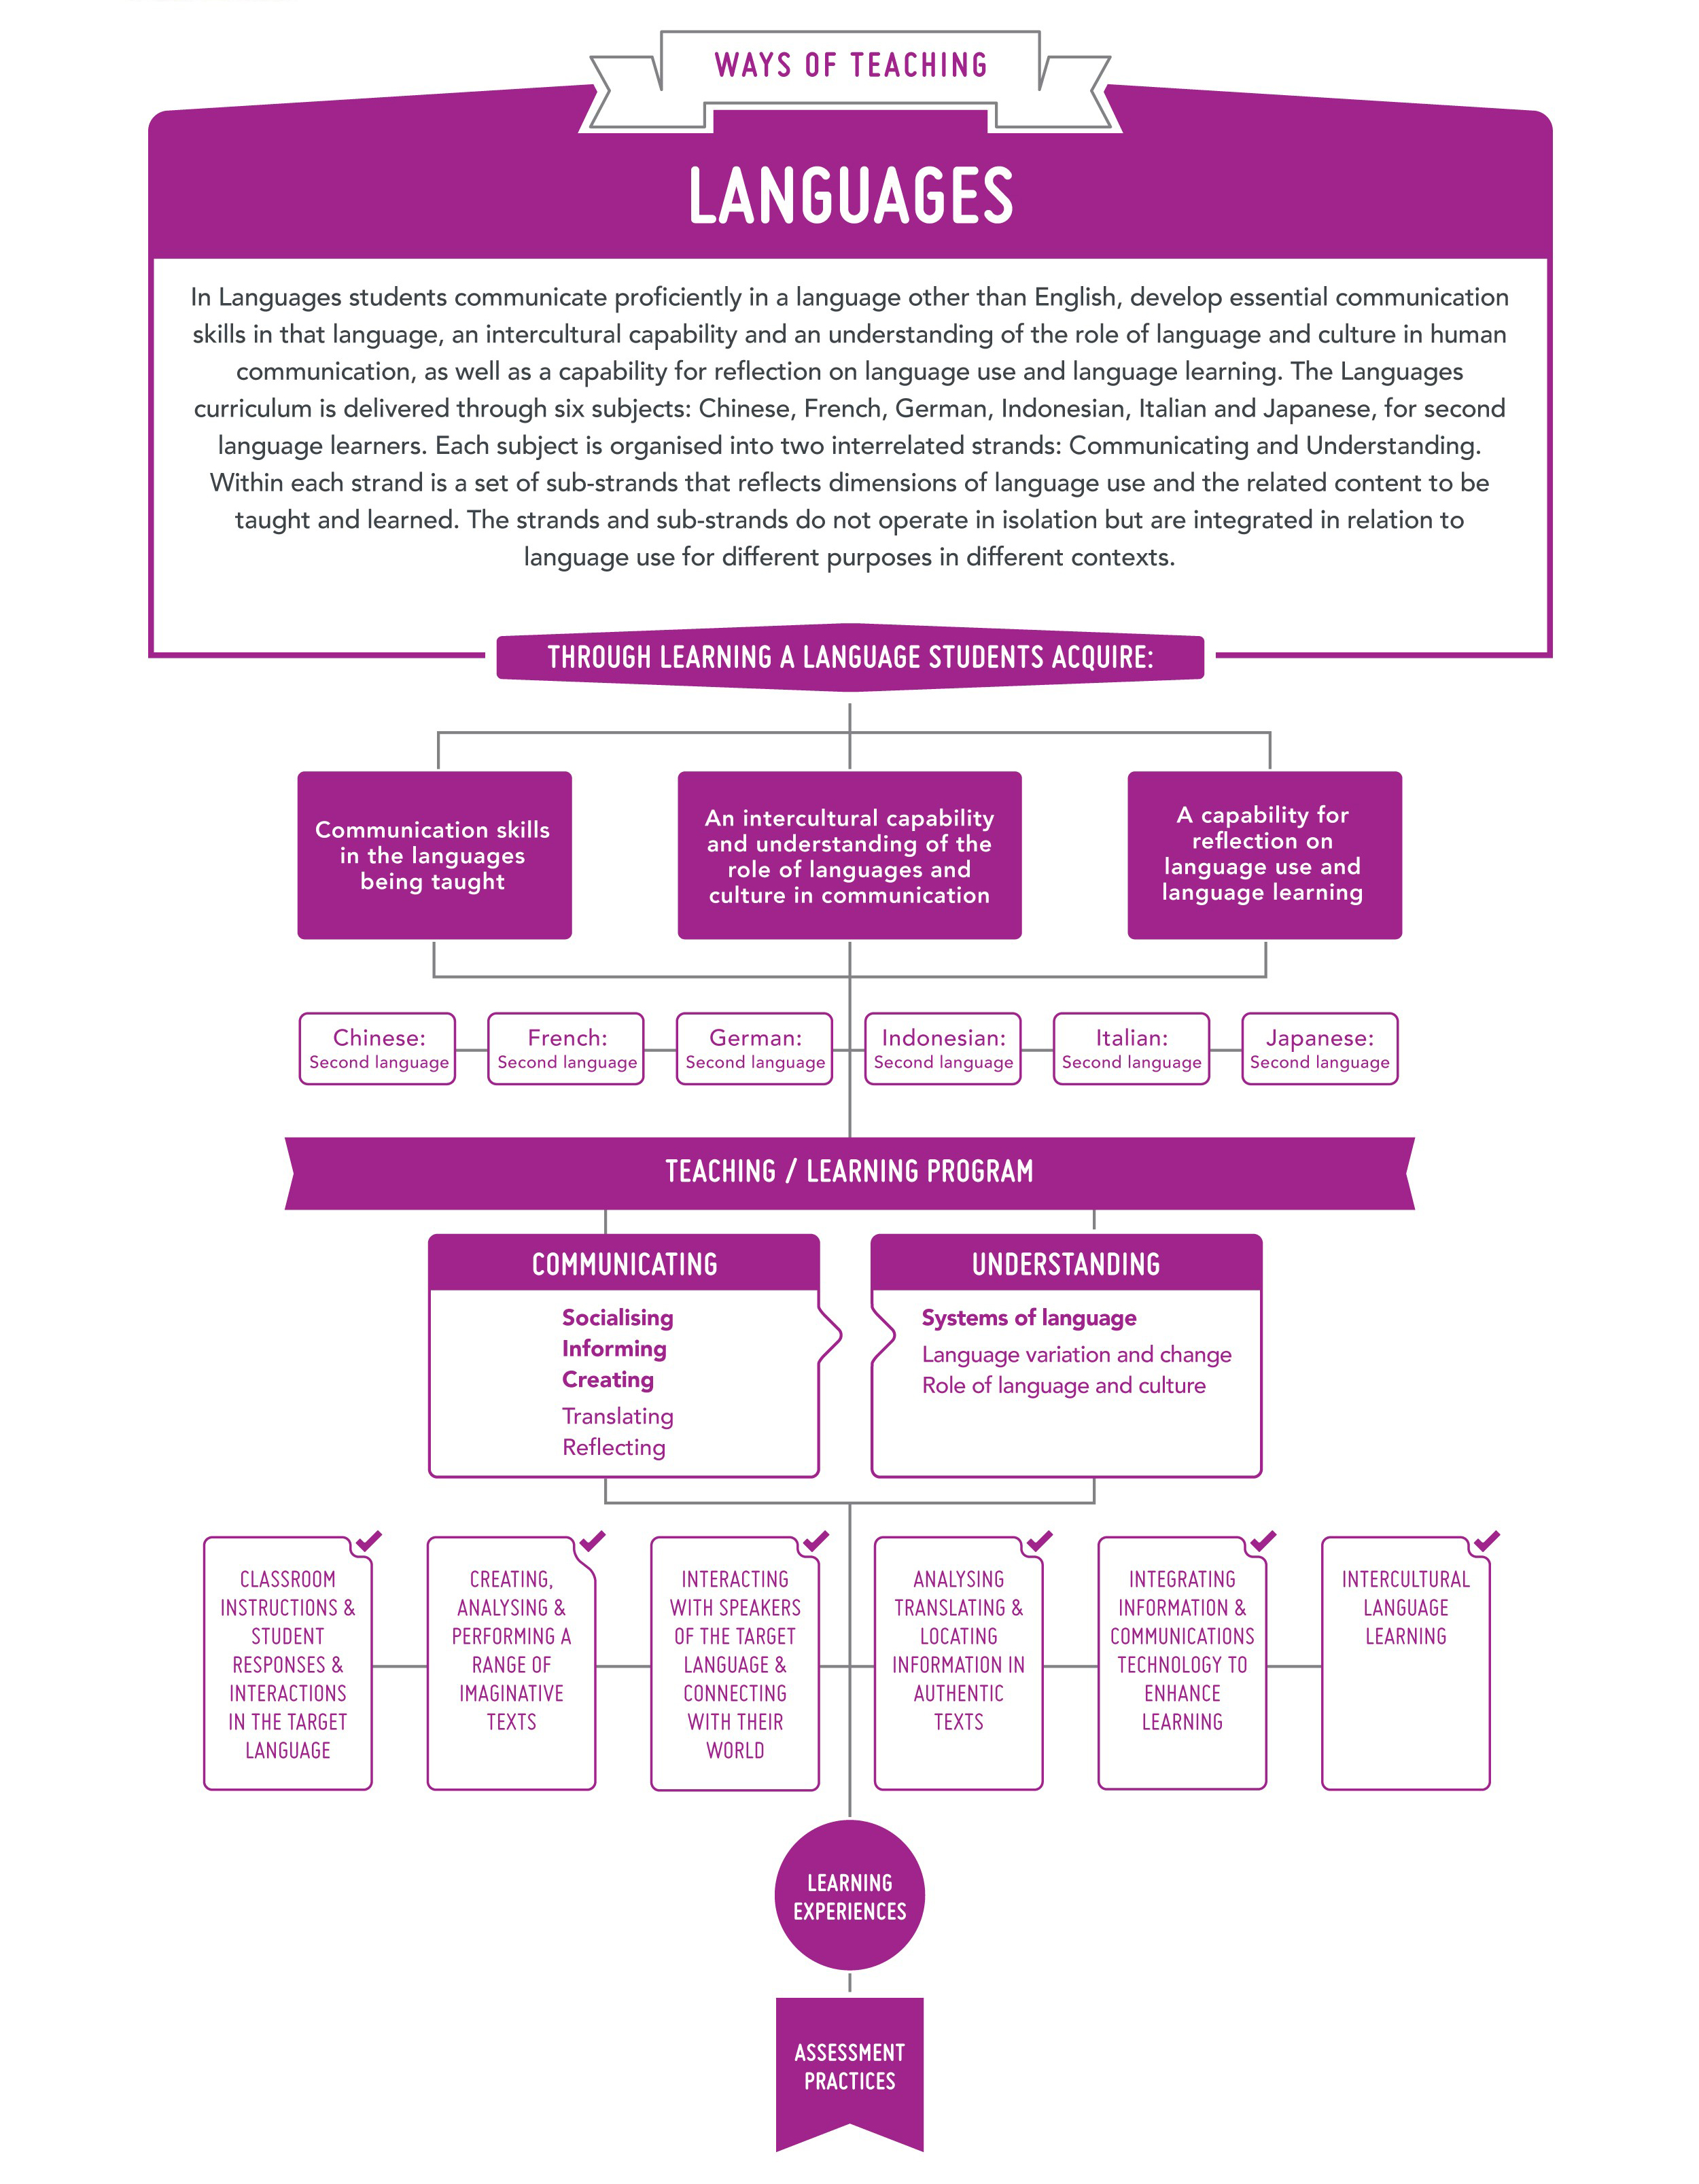 WAYS OF TEACHING
LANGUAGES
In Languages students communicate proficiently in a language other than English, develop essential communication
skills in that language, an intercultural capability and an understanding of the role of language and culture in human
communication, as well as a capability for reflection on language use and language learning. The Languages
curriculum is delivered through six subjects: Chinese, French, German, Indonesian, Italian and Japanese, for second
language learners. Each subject is organised into two interrelated strands: Communicating and Understanding.
Within each strand is a set of sub-strands that reflects dimensions of language use and the related content to be
taught and learned. The strands and sub-strands do not operate in isolation but are integrated in relation to
language use for different purposes in different contexts.
THROUGH LEARNING A LANGUAGE STUDENTS ACQUIRE:
Communication skills
in the languages
being taught
An intercultural capability
and understanding of the
role of languages and
culture in communication
A capability for
reflection on
language use and
language learning
Chinese:
Second language
French:
Second language
German:
Second language
Indonesian:
Second language
Italian:
Second language
Japanese:
Second language
TEACHING / LEARNING PROGRAM
COMMUNICATING
Socialising
Informing
Creating
Translating
Reflecting
UNDERSTANDING
Systems of language
Language variation and change
Role of language and culture
CLASSROOM
INSTRUCTIONS &
STUDENT
RESPONSES &
INTERACTIONS
IN THE TARGET
LANGUAGE
CREATING,
ANALYSING &
PERFORMING A
RANGE OF
IMAGINATIVE
TEXTS
INTERACTING
WITH SPEAKERS
OF THE TARGET
LANGUAGE &
CONNECTING
WITH THEIR
WORLD
ANALYSING
TRANSLATING &
LOCATING
INFORMATION IN
AUTHENTIC
TEXTS
INTEGRATING
INFORMATION &
COMMUNICATIONS
TECHNOLOGY TO
ENHANCE
LEARNING
INTERCULTURAL
LANGUAGE
LEARNING
LEARNING
EXPERIENCES
ASSESSMENT
PRACTICES